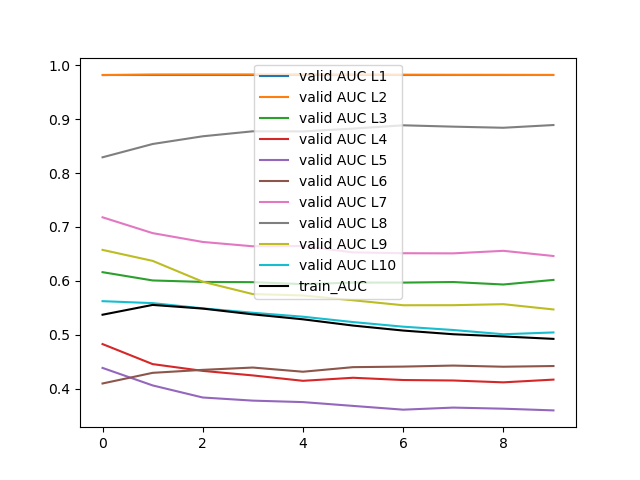 1.0
0.9
0.8
0.7
0.6
0.5
0.4
valid AUC L1
valid AUC L2
valid AUC L3
valid AUC L4
valid AUC L5
valid AUC L6
valid AUC L7
valid AUC L8
valid AUC L9
valid AUC L10
train_AUC
0 2 4 6 8